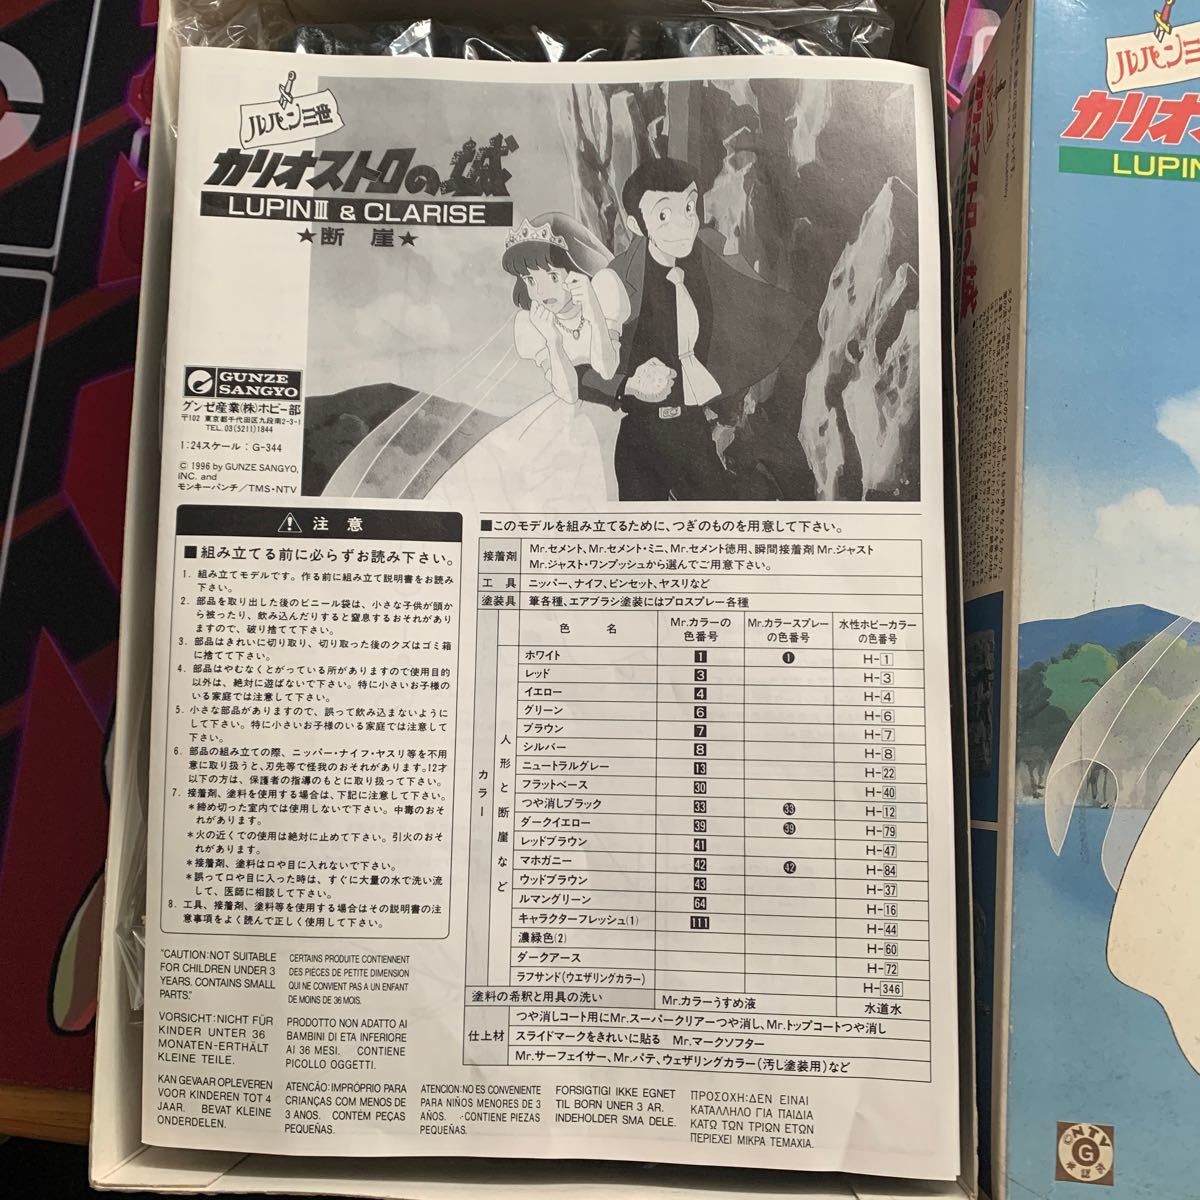 ルパン三世
カリオストロの城
LUPINⅢ & CLARISE
★断崖★
GUNZE
SANGYO
グンゼ産業(株)ホビー部
〒102 東京都千代田区九段南2-3-1
TEL. 03(5211)1844
1:24スケール:G-344
© 1996 by GUNZE SANGYO,
INC. and
モンキーパンチ/TMS・NTV
⚠ 注 意
■組み立てる前に必らずお読み下さい。
1. 組み立てモデルです。作る前に組み立て説明書をお読み
下さい。
2. 部品を取り出した後のビニール袋は、小さな子供が頭か
ら被ったり、飲み込んだりすると窒息するおそれがあり
ますので、破り捨てて下さい。
3. 部品はきれいに切り取り、切り取った後のクズはゴミ箱
に捨てて下さい。
4. 部品はやむなくとがっている所がありますので使用目的
以外は、絶対に遊ばないで下さい。特に小さいお子様の
いる家庭では注意して下さい。
5. 小さな部品がありますので、誤って飲み込まないように
して下さい。特に小さいお子様のいる家庭では注意して
下さい。
6. 部品の組み立ての際、ニッパー・ナイフ・ヤスリ等を不用
意に取り扱うと、刃先等で怪我のおそれがあります。12才
以下の方は、保護者の指導のもとに取り扱って下さい。
7. 接着剤、塗料を使用する場合は、下記に注意して下さい。
*締め切った室内では使用しないで下さい。中毒のおそ
れがあります。
*火の近くでの使用は絶対に止めて下さい。引火のおそ
れがあります。
*接着剤、塗料は口や目に入れないで下さい。
*誤って口や目に入った時は、すぐに大量の水で洗い流
して、医師に相談して下さい。
8. 工具、接着剤、塗料等を使用する場合はその説明書の注
意事項をよく読んで正しく使用して下さい。
■このモデルを組み立てるために、つぎのものを用意して下さい。
接着剤 Mr.セメント、Mr.セメント・ミニ、Mr.セメント徳用、瞬間接着剤 Mr.ジャスト
Mr.ジャスト・ワンプッシュから選んでご用意下さい。
工 具 ニッパー、ナイフ、ピンセット、ヤスリなど
塗装具 筆各種、エアブラシ塗装にはプロスプレー各種
カラー
人形と断崖など
色 名 Mr.カラーの色番号 Mr.カラースプレーの色番号 水性ホビーカラーの色番号
ホワイト 1 1 H-1
レッド 3 H-3
イエロー 4 H-4
グリーン 6 H-6
ブラウン 7 H-7
シルバー 8 H-8
ニュートラルグレー 13 H-22
フラットベース 30 H-40
つや消しブラック 33 33 H-12
ダークイエロー 39 39 H-79
レッドブラウン 41 H-47
マホガニー 42 42 H-84
ウッドブラウン 43 H-37
ルマングリーン 64 H-16
キャラクターフレッシュ(1) 111 H-44
濃緑色(2) H-60
ダークアース H-72
ラフサンド(ウエザリングカラー) H-346
塗料の希釈と用具の洗い Mr.カラーうすめ液 水道水
仕上材 つや消しコート用にMr.スーパークリアーつや消し、Mr.トップコートつや消し
スライドマークをきれいに貼る Mr.マークソフター
Mr.サーフェイサー、Mr.パテ、ウェザリングカラー(汚し塗装用)など
"CAUTION:NOT SUITABLE
FOR CHILDREN UNDER 3
YEARS. CONTAINS SMALL
PARTS."
CERTAINS PRODUITE CONTIENNENT
DES PIÈCES DE PETITE DIMENSION
QUI NE CONVIENT PAS A UN ENFANT
DE MOINS DE 36 MOIS.
VORSICHT:NICHT FÜR
KINDER UNTER 36
MONATEN-ERTHÄLT
KLEINE TEILE.
PRODOTTO NON ADATTO AI
BAMBINI DI ETA INFERIORE
AI 36 MESI. CONTIENE
PICOLLO OGGETTI.
KAN GEVAAR OPLEVEREN
VOOR KINDEREN TOT 4
JAAR. BEVAT KLEINE
ONDERDELEN.
ATENCÃO:IMPRÓPRIO PARA
CRIANÇAS COM MENOS DE
3 ANOS. CONTÉM PEÇAS
PEQUEÑAS.
ATENCION:NO ES CONVENIENTE
PARA NIÑOS MENORES DE 3
AÑOS. -CONTIENE PIEZAS
PEQUEÑAS.
FORSIGTIGI IKKE EGNET
TIL BORN UNER 3 AR.
INDEHOLDER SMA DELE.
ΠΡΟΣΟΧΗ:ΔΕΝ ΕΙΝΑΙ
ΚΑΤΑΛΛΗΛΟ ΓΙΑ ΠΑΙΔΙΑ
ΚΑΤΩ ΤΩΝ ΤΡΙΩΝ ΕΤΩΝ
ΠΕΡΙΕΧΕΙ ΜΙΚΡΑ ΤΕΜΑΧΙΑ.
ルパン三
カリオ
LUPIN
©NTV
G
承認